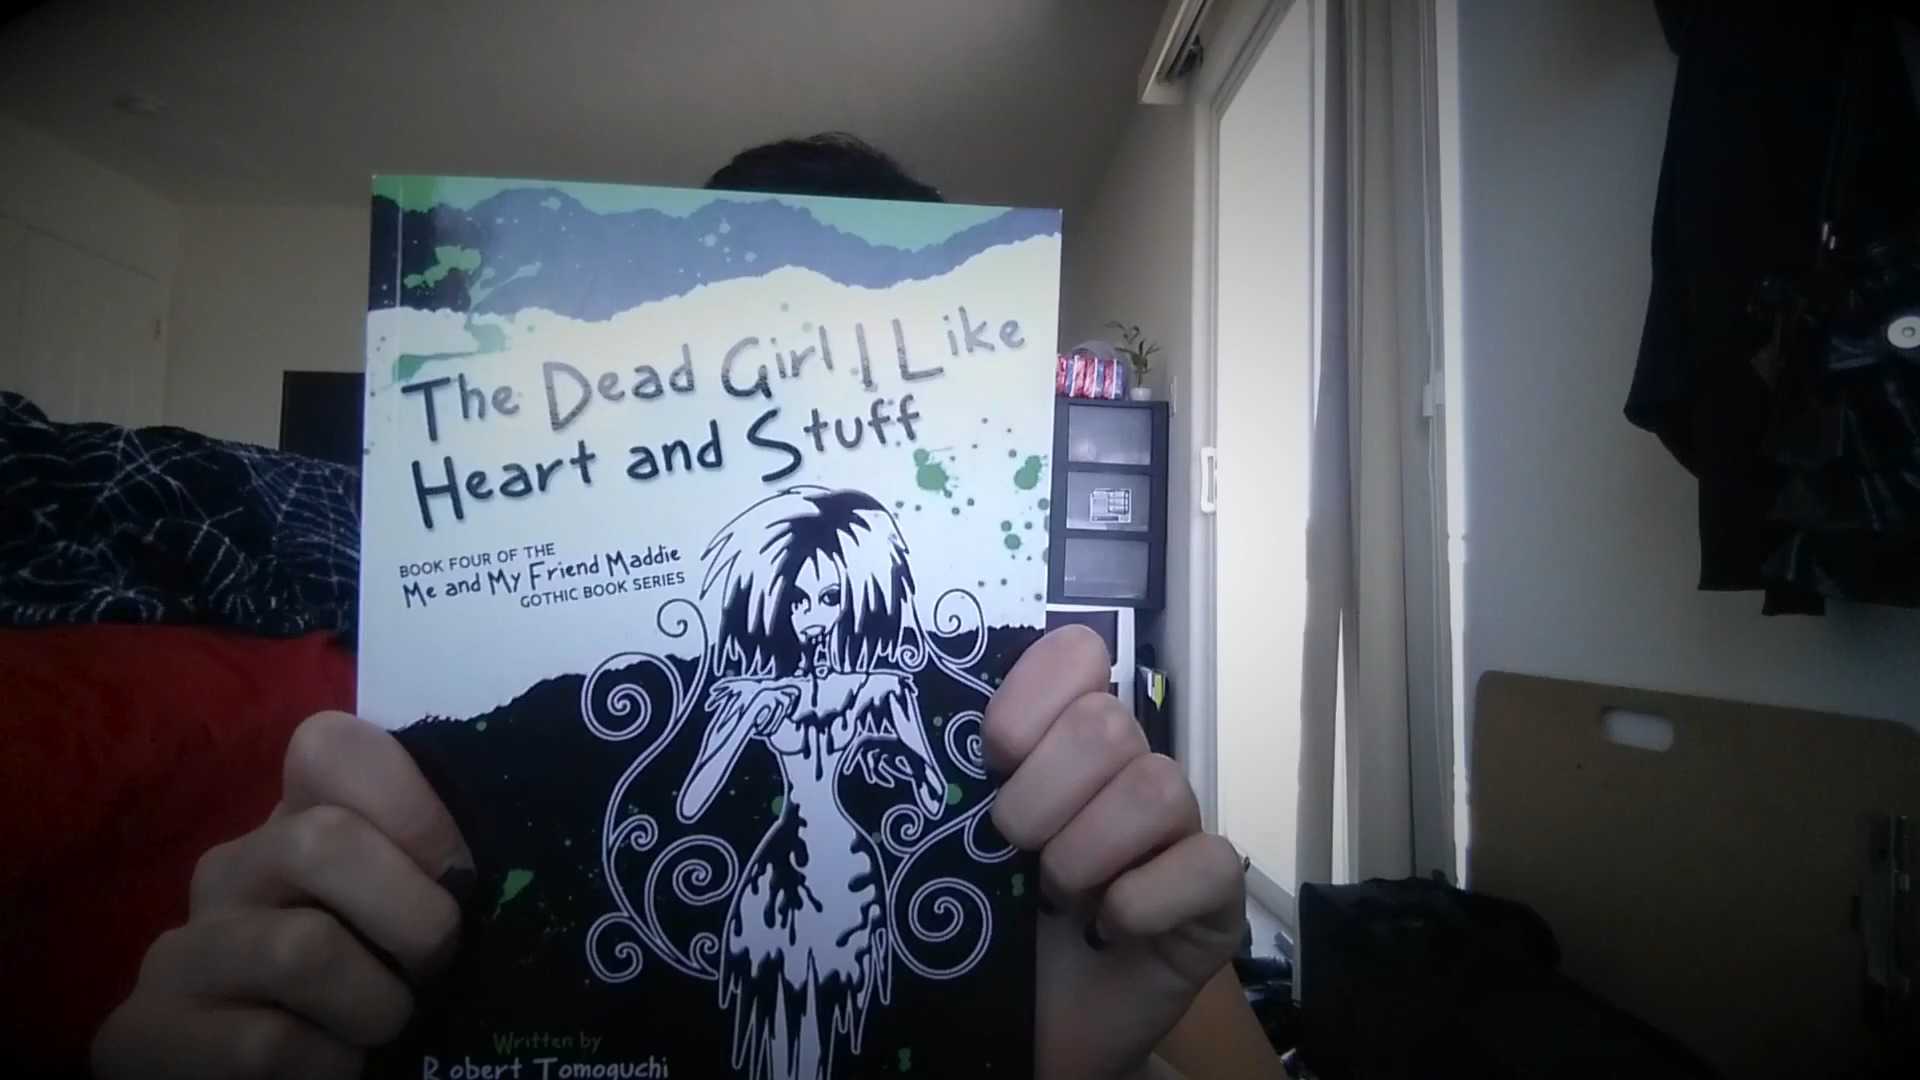 The Dead Girl I Like
Heart and Stuff
BOOK FOUR OF THE
Me and My Friend Maddie
GOTHIC BOOK SERIES
Written by
Robert Tomoguchi